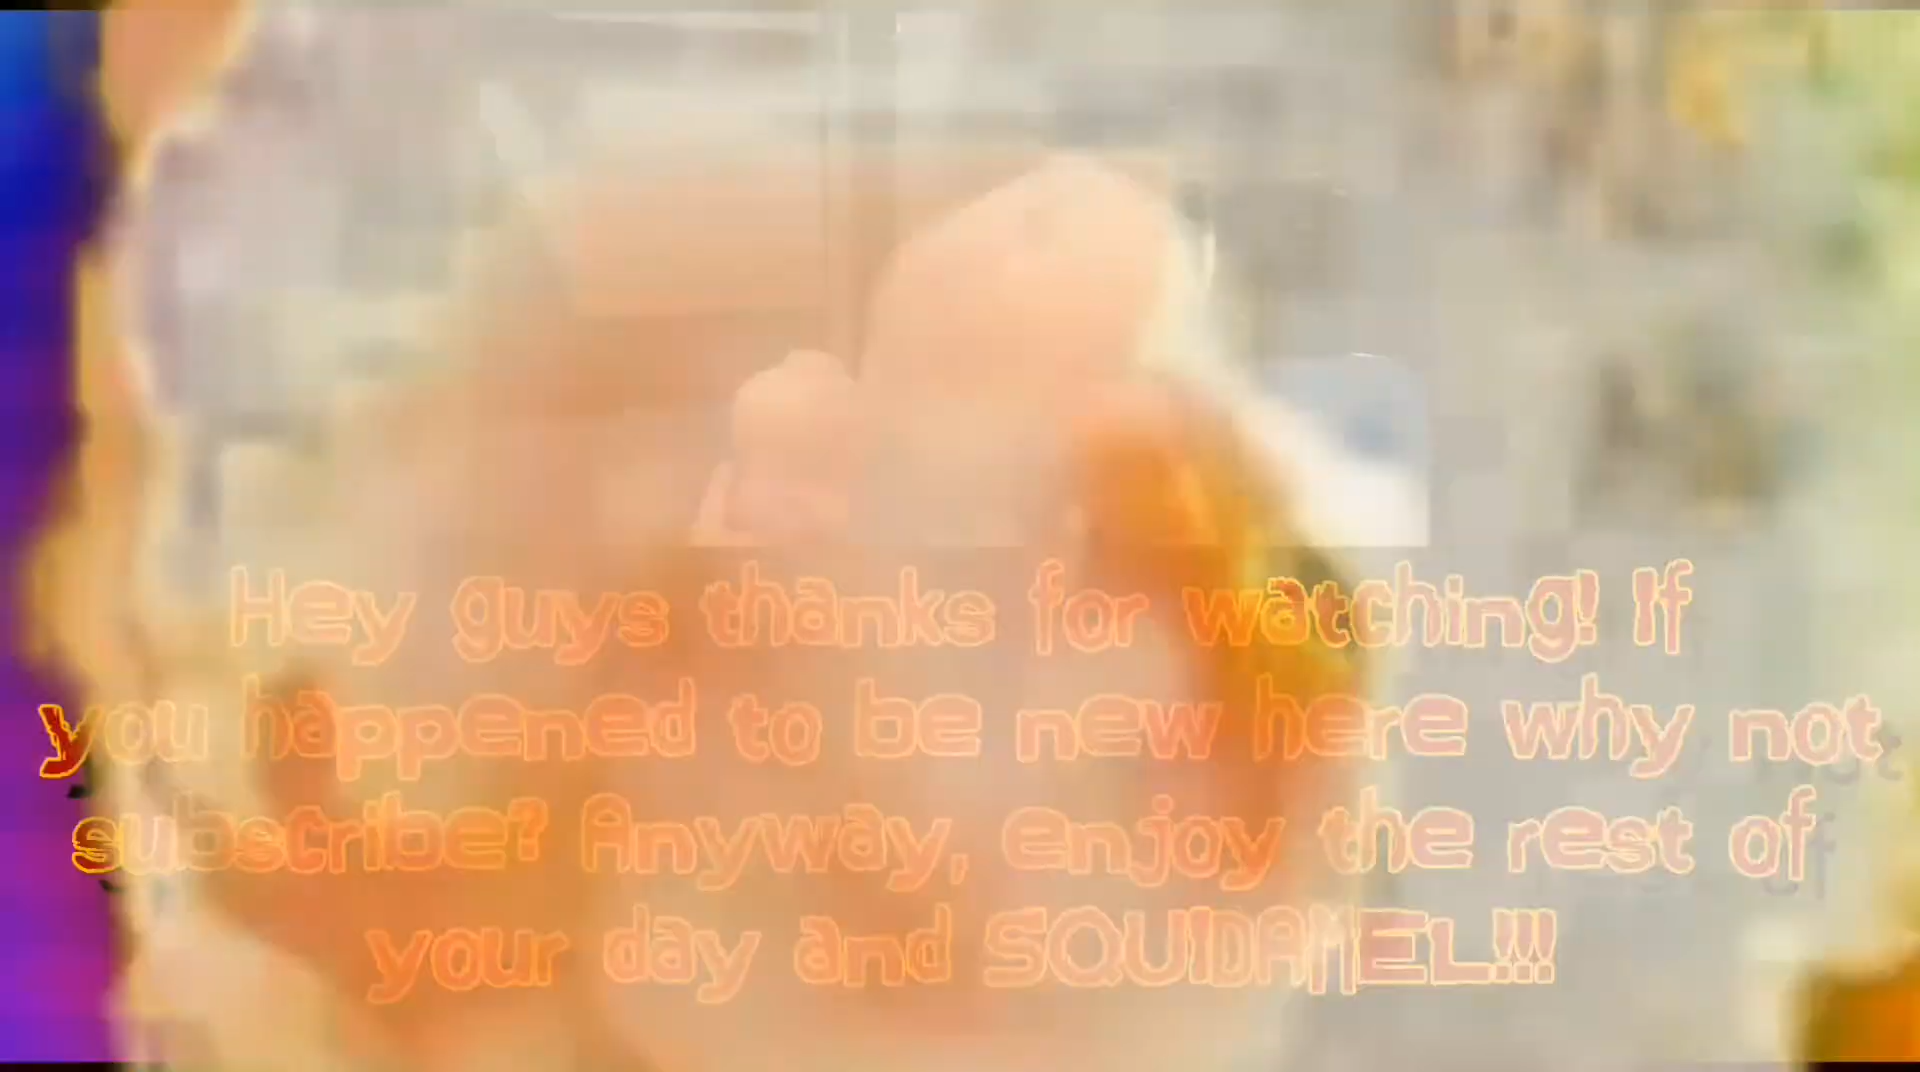 Hey guys thanks for watching! If
you happened to be new here why not
subscribe? Anyway, enjoy the rest of
your day and SQUIDAMEL!!!